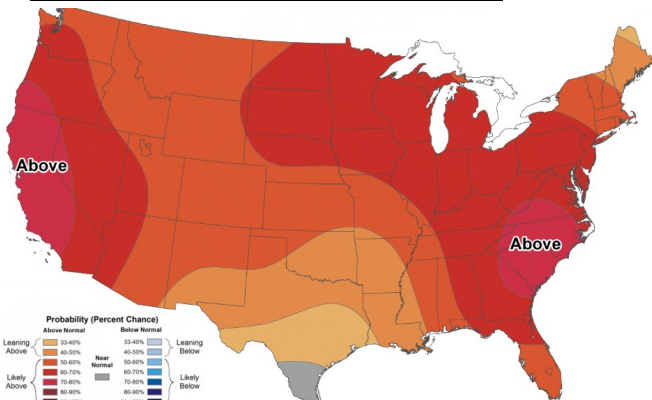 Above
Above
Probability (Percent Chance)
Above Normal
Below Normal
Leaning
Above
33-40%
40-50%
33-40%
40-50%
Leaning
Below
Near
Normal
Likely
Above
50-60%
60-70%
70-80%
80-90%
50-60%
60-70%
70-80%
80-90%
Likely
Below